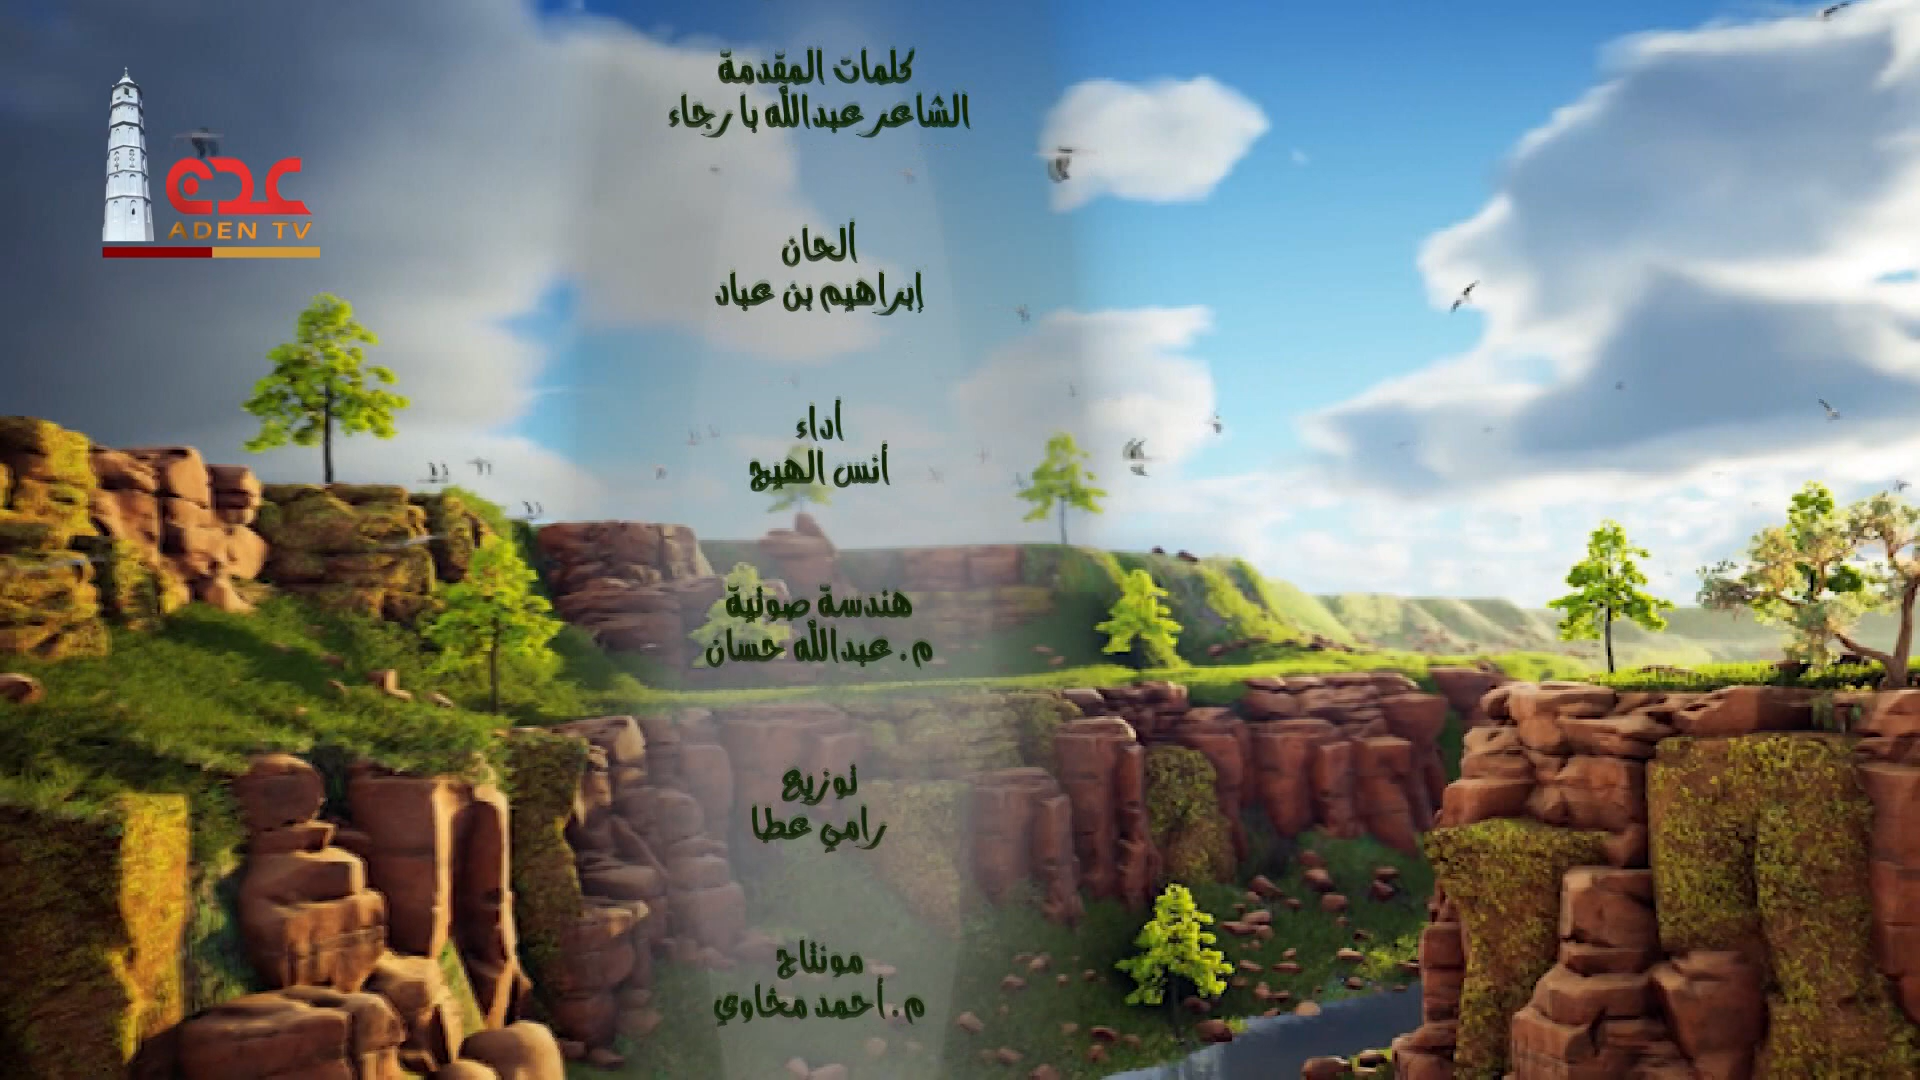 كلمات المقدمة
الشاعر عبدالله با رجاء
عدن
ADEN TV
ألحان
إبراهيم بن عباد
أداء
أنس الهيج
هندسة صوتية
م. عبدالله حسان
توزيع
رامي عطا
مونتاج
م. أحمد مخاوي